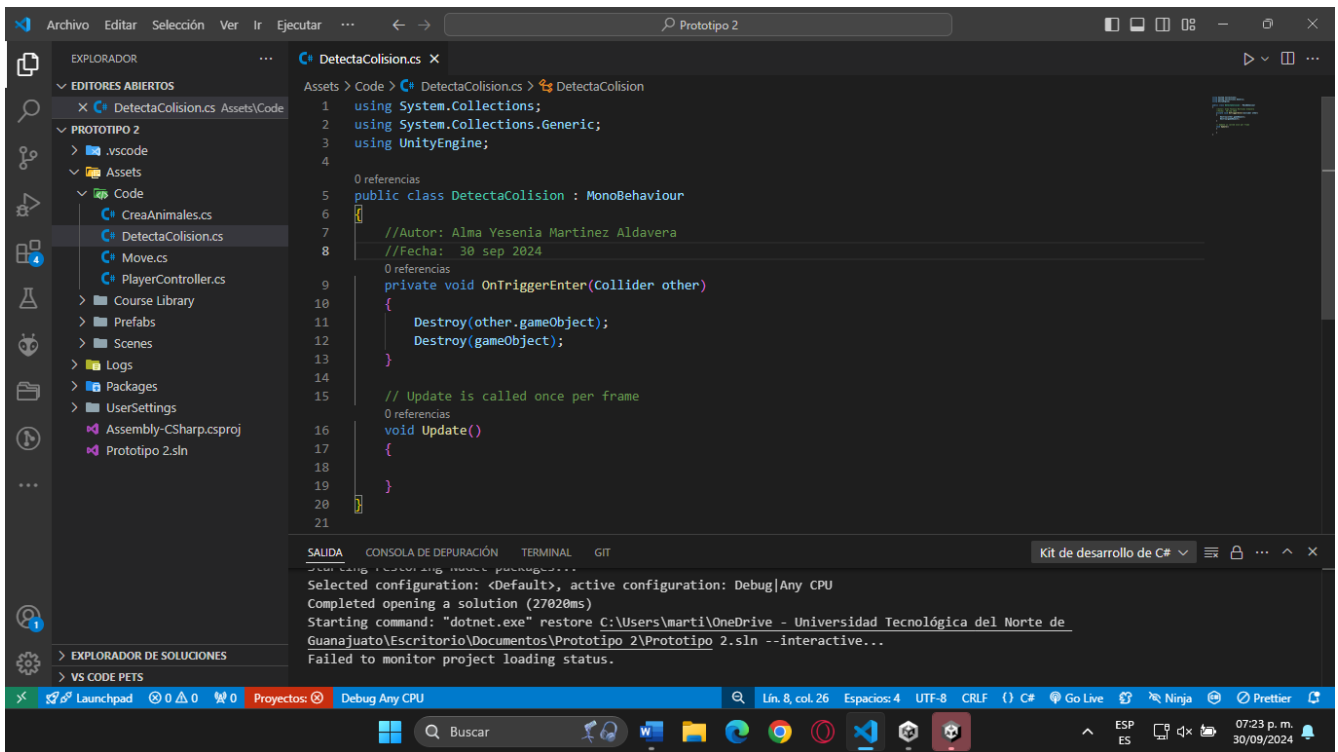 Archivo Editar Selección Ver Ir Ejecutar ··· Prototipo 2
EXPLORADOR ···
EDITORES ABIERTOS
DetectaColision.cs Assets\Code
PROTOTIPO 2
.vscode
Assets
Code
CreaAnimales.cs
DetectaColision.cs
Move.cs
PlayerController.cs
Course Library
Prefabs
Scenes
Logs
Packages
UserSettings
Assembly-CSharp.csproj
Prototipo 2.sln
EXPLORADOR DE SOLUCIONES
VS CODE PETS
4
1
DetectaColision.cs
Assets > Code > DetectaColision.cs > DetectaColision
1 using System.Collections;
2 using System.Collections.Generic;
3 using UnityEngine;
4
0 referencias
5 public class DetectaColision : MonoBehaviour
6 {
7 //Autor: Alma Yesenia Martinez Aldavera
8 //Fecha:  30 sep 2024
0 referencias
9 private void OnTriggerEnter(Collider other)
10 {
11 Destroy(other.gameObject);
12 Destroy(gameObject);
13 }
14
15 // Update is called once per frame
0 referencias
16 void Update()
17 {
18
19 }
20 }
21
SALIDA CONSOLA DE DEPURACIÓN TERMINAL GIT Kit de desarrollo de C#
Selected configuration: <Default>, active configuration: Debug|Any CPU
Completed opening a solution (27020ms)
Starting command: "dotnet.exe" restore C:\Users\marti\OneDrive - Universidad Tecnológica del Norte de
Guanajuato\Escritorio\Documentos\Prototipo 2\Prototipo 2.sln --interactive...
Failed to monitor project loading status.
Launchpad 0 0 0 Proyectos: Debug Any CPU Lín. 8, col. 26 Espacios: 4 UTF-8 CRLF {} C# Go Live Ninja Prettier
Buscar ESP 07:23 p. m.
ES 30/09/2024